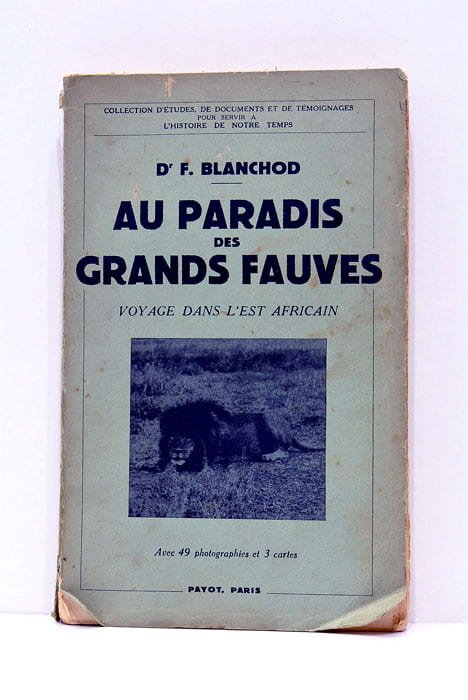 COLLECTION D'ÉTUDES, DE DOCUMENTS ET DE TÉMOIGNAGES
POUR SERVIR A
L'HISTOIRE DE NOTRE TEMPS
Dr F. BLANCHOD
AU PARADIS
DES
GRANDS FAUVES
VOYAGE DANS L'EST AFRICAIN
Avec 49 photographies et 3 cartes
PAYOT, PARIS